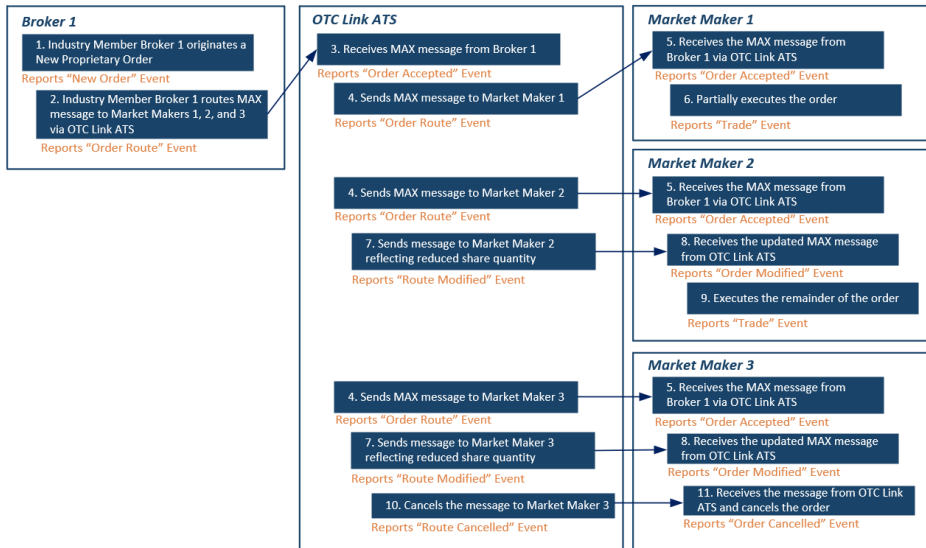 Broker 1
1. Industry Member Broker 1 originates a
New Proprietary Order
Reports “New Order” Event
2. Industry Member Broker 1 routes MAX
message to Market Makers 1, 2, and 3
via OTC Link ATS
Reports “Order Route” Event
OTC Link ATS
3. Receives MAX message from Broker 1
Reports “Order Accepted” Event
4. Sends MAX message to Market Maker 1
Reports “Order Route” Event
4. Sends MAX message to Market Maker 2
Reports “Order Route” Event
7. Sends message to Market Maker 2
reflecting reduced share quantity
Reports “Route Modified” Event
4. Sends MAX message to Market Maker 3
Reports “Order Route” Event
7. Sends message to Market Maker 3
reflecting reduced share quantity
Reports “Route Modified” Event
10. Cancels the message to Market Maker 3
Reports “Route Cancelled” Event
Market Maker 1
5. Receives the MAX message from
Broker 1 via OTC Link ATS
Reports “Order Accepted” Event
6. Partially executes the order
Reports “Trade” Event
Market Maker 2
5. Receives the MAX message from
Broker 1 via OTC Link ATS
Reports “Order Accepted” Event
8. Receives the updated MAX message
from OTC Link ATS
Reports “Order Modified” Event
9. Executes the remainder of the order
Reports “Trade” Event
Market Maker 3
5. Receives the MAX message from
Broker 1 via OTC Link ATS
Reports “Order Accepted” Event
8. Receives the updated MAX message
from OTC Link ATS
Reports “Order Modified” Event
11. Receives the message from OTC Link
ATS and cancels the order
Reports “Order Cancelled” Event